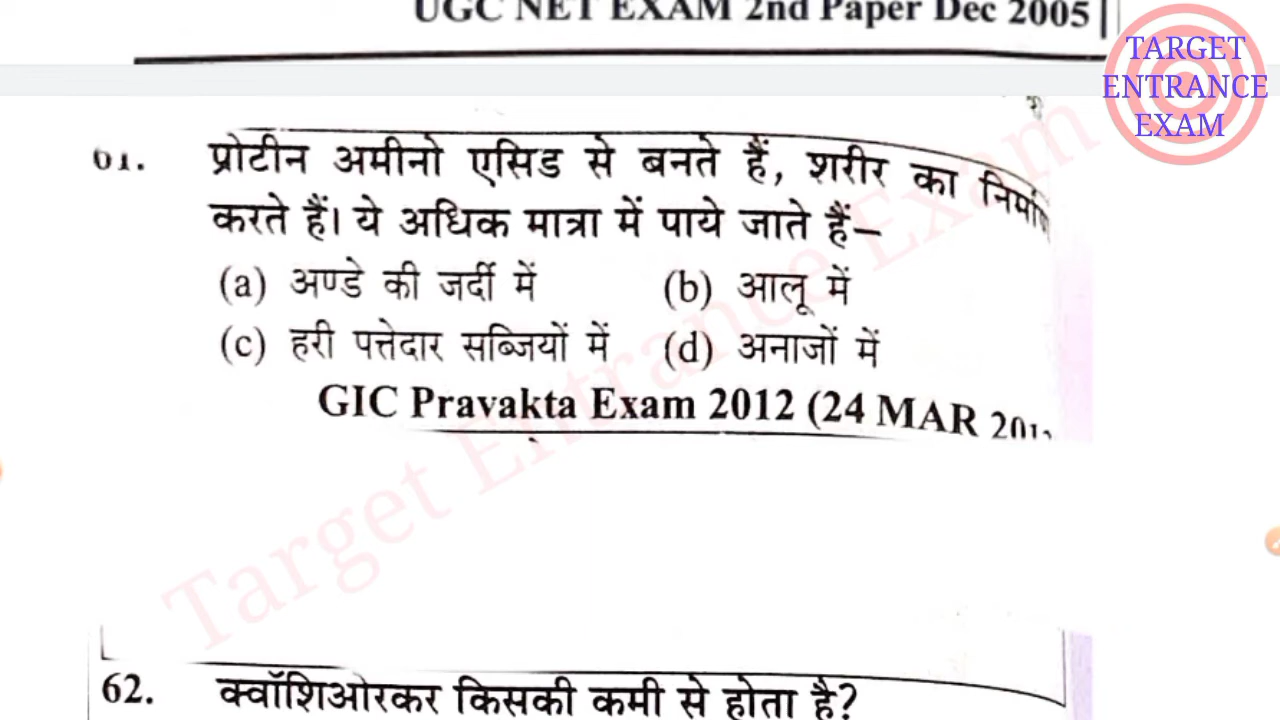 UGC NET EXAM 2nd Paper Dec 2005
TARGET
ENTRANCE
EXAM
61. प्रोटीन अमीनो एसिड से बनते हैं, शरीर का निर्माण
करते हैं। ये अधिक मात्रा में पाये जाते हैं–
(a) अण्डे की जर्दी में (b) आलू में
(c) हरी पत्तेदार सब्जियों में (d) अनाजों में
GIC Pravakta Exam 2012 (24 MAR
Target Entrance Exam
62. क्वॉशिओरकर किसकी कमी से होता है?